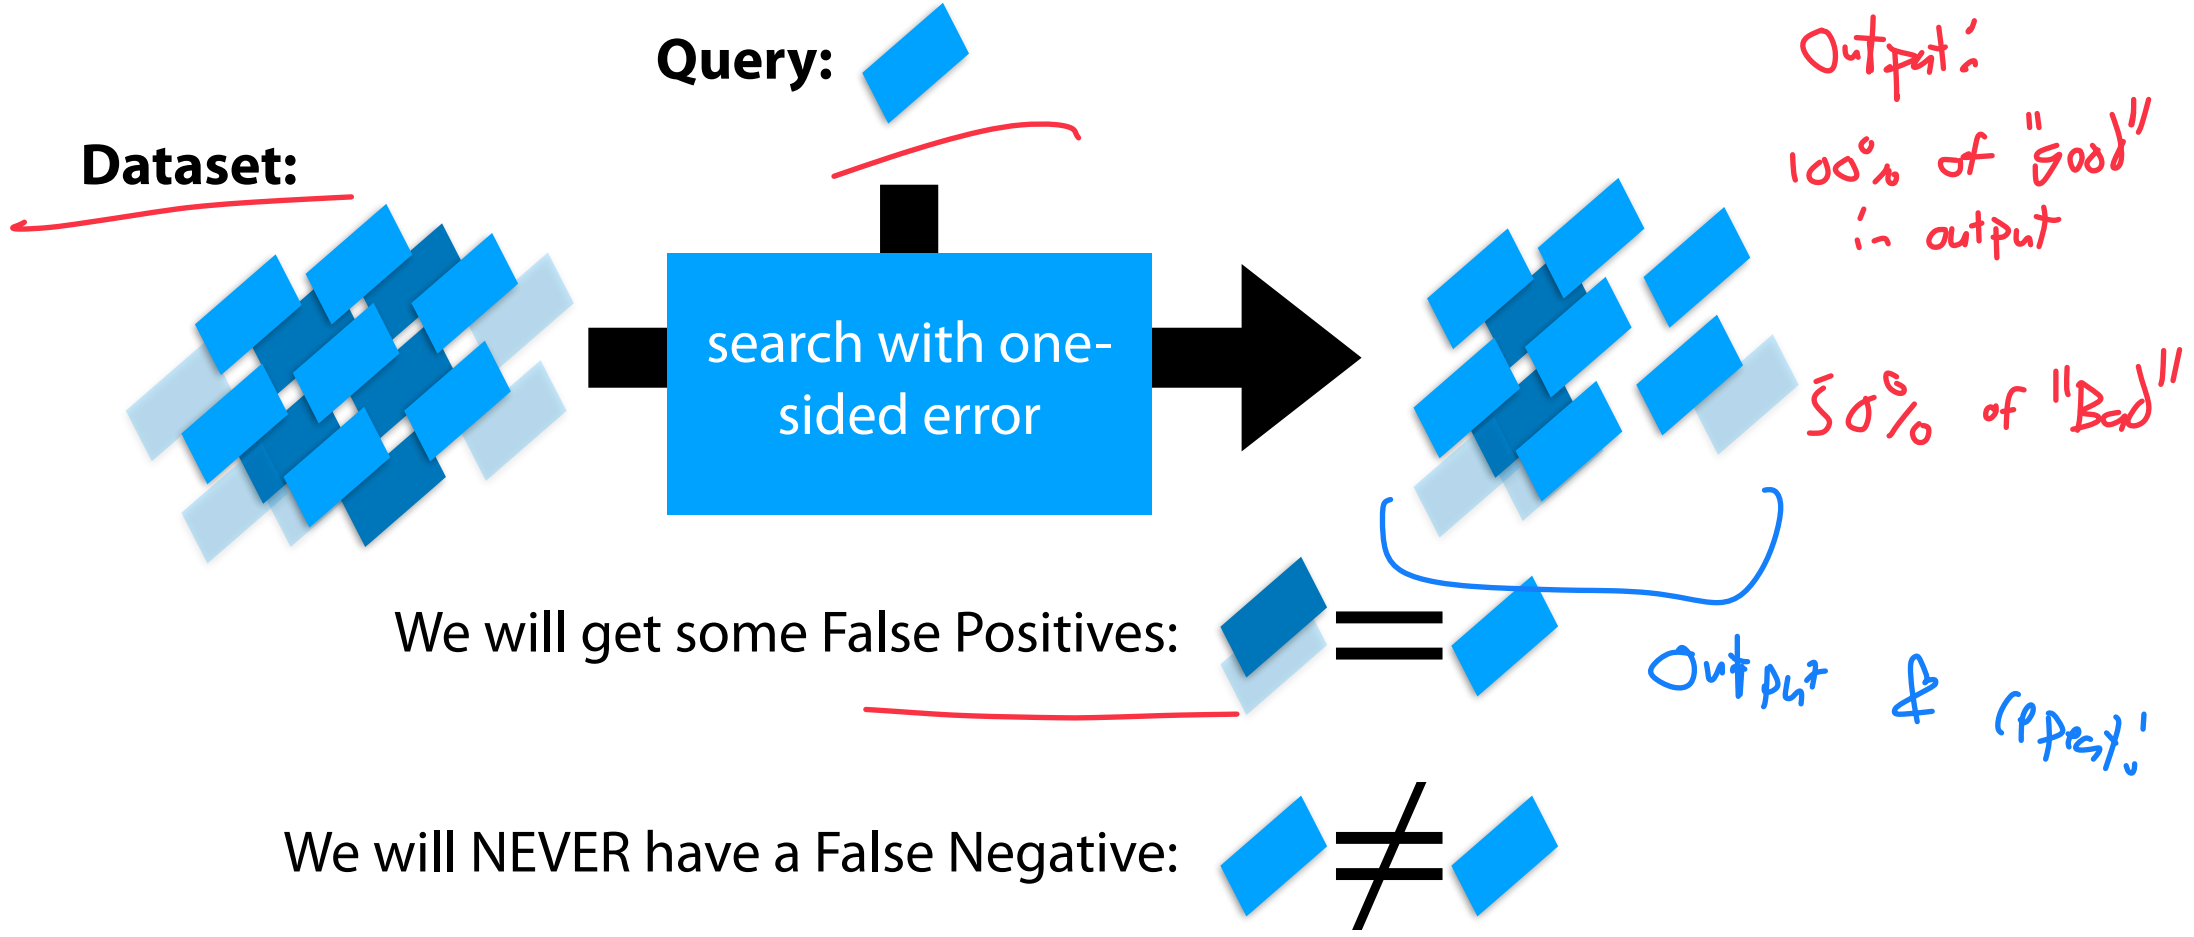 Query:
Dataset:
search with one-
sided error
We will get some False Positives:
We will NEVER have a False Negative:
Output:
100% of "good"
in output
50% of "Bad"
Output &